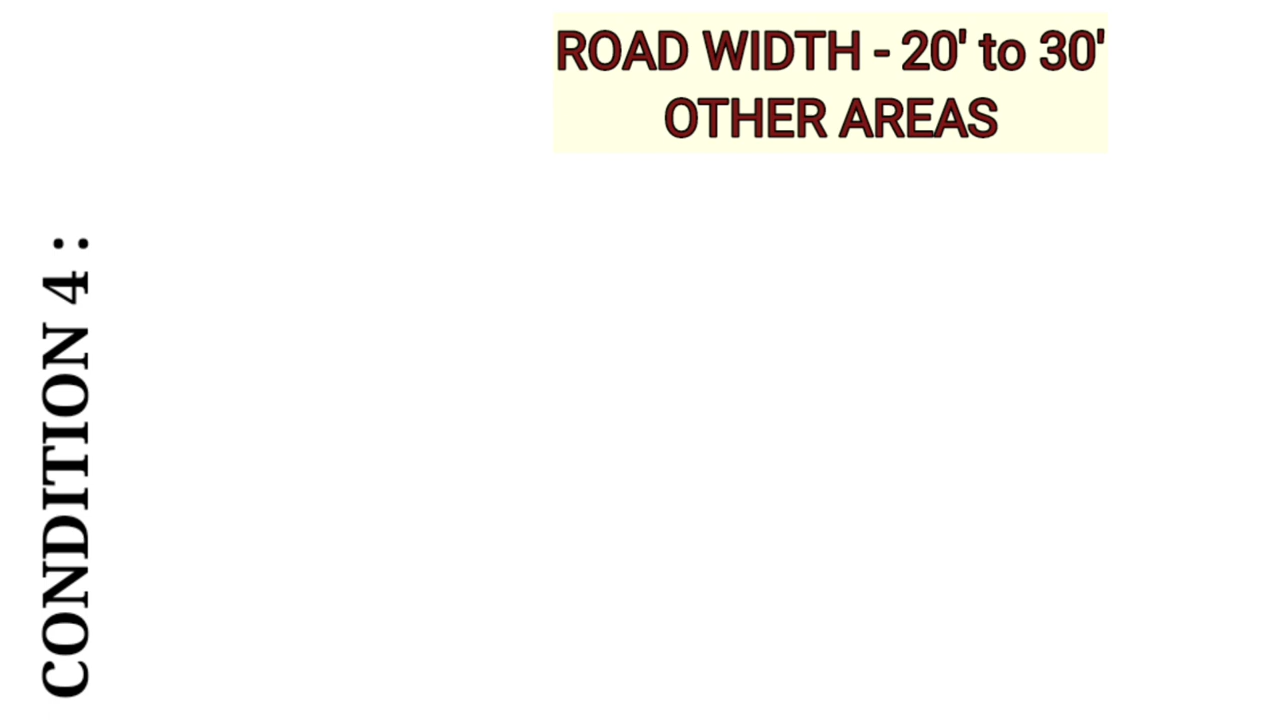 ROAD WIDTH - 20' to 30'
OTHER AREAS
CONDITION 4 :